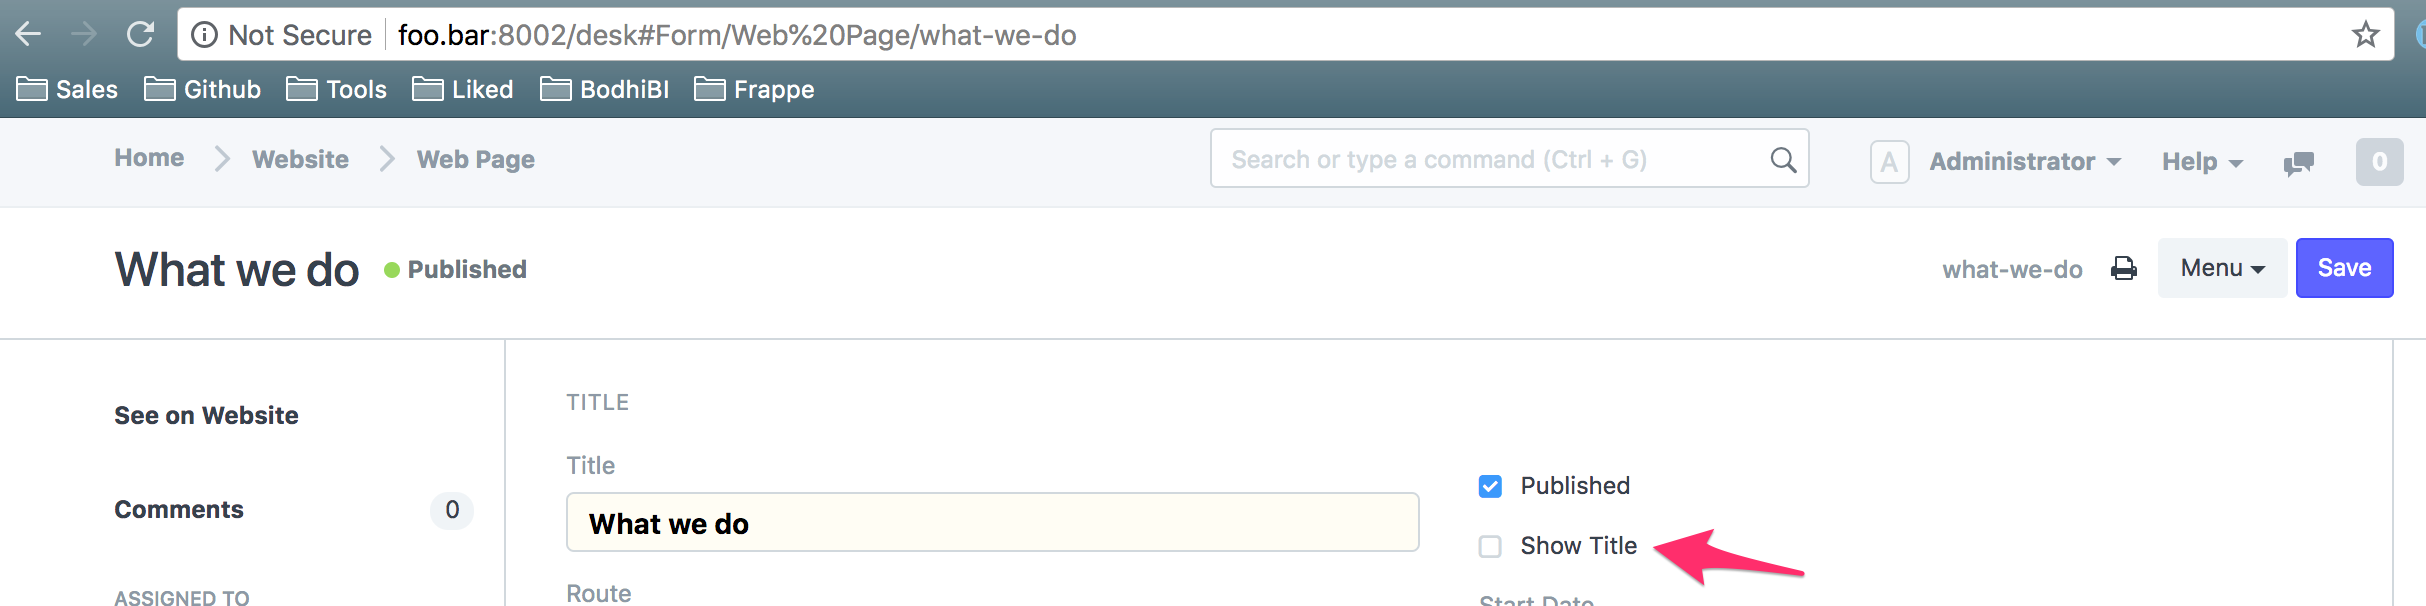 Not Secure foo.bar:8002/desk#Form/Web%20Page/what-we-do
Sales Github Tools Liked BodhiBI Frappe
Home Website Web Page Search or type a command (Ctrl + G) A Administrator Help 0
What we do Published what-we-do Menu Save
See on Website
Comments 0
ASSIGNED TO
TITLE
Title
What we do
Route
Published
Show Title
Start Date